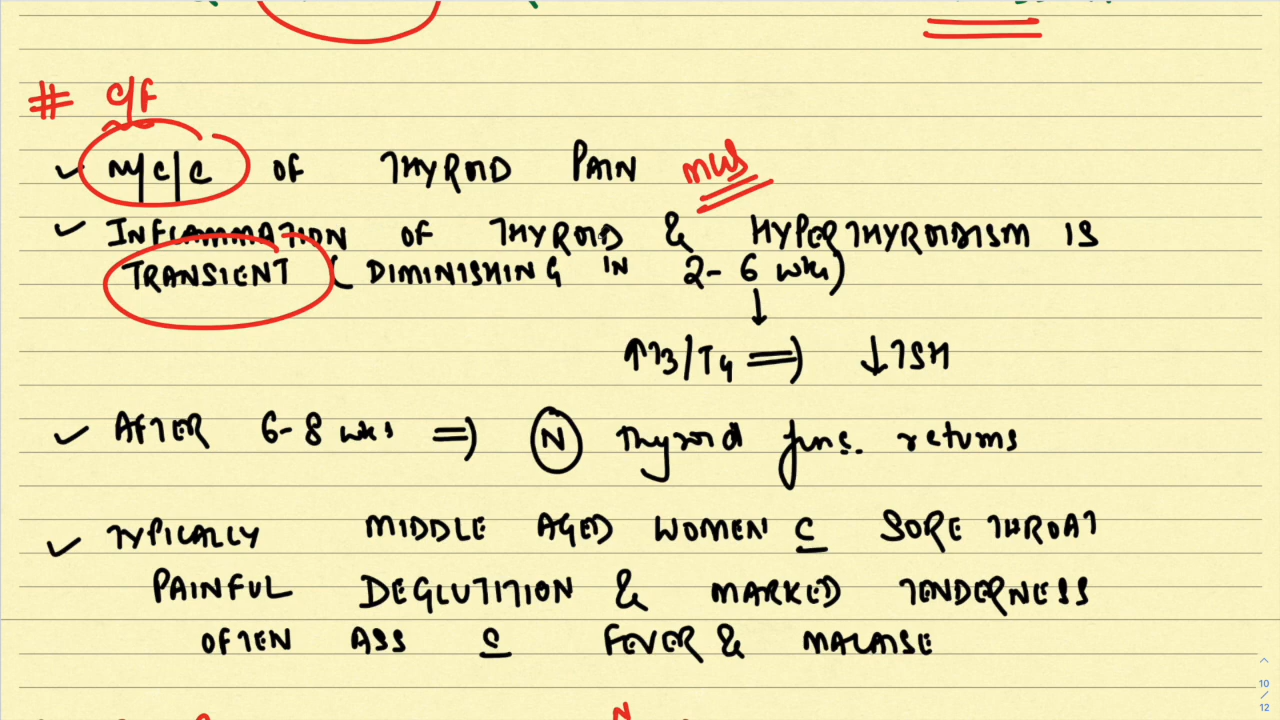 # C/F
M/C/C OF THYROID PAIN MCQ
INFLAMMATION OF THYROID & HYPERTHYROIDISM IS
TRANSIENT (DIMINISHING IN 2-6 wks)
↓
↑T3/T4 ⇒ ↓TSH
AFTER 6-8 wks ⇒ N Thyroid func. returns
TYPICALLY MIDDLE AGED WOMEN C SORE THROAT
PAINFUL DEGLUTITION & MARKED TENDERNESS
OFTEN ASS C FEVER & MALAISE
N
10
/
12